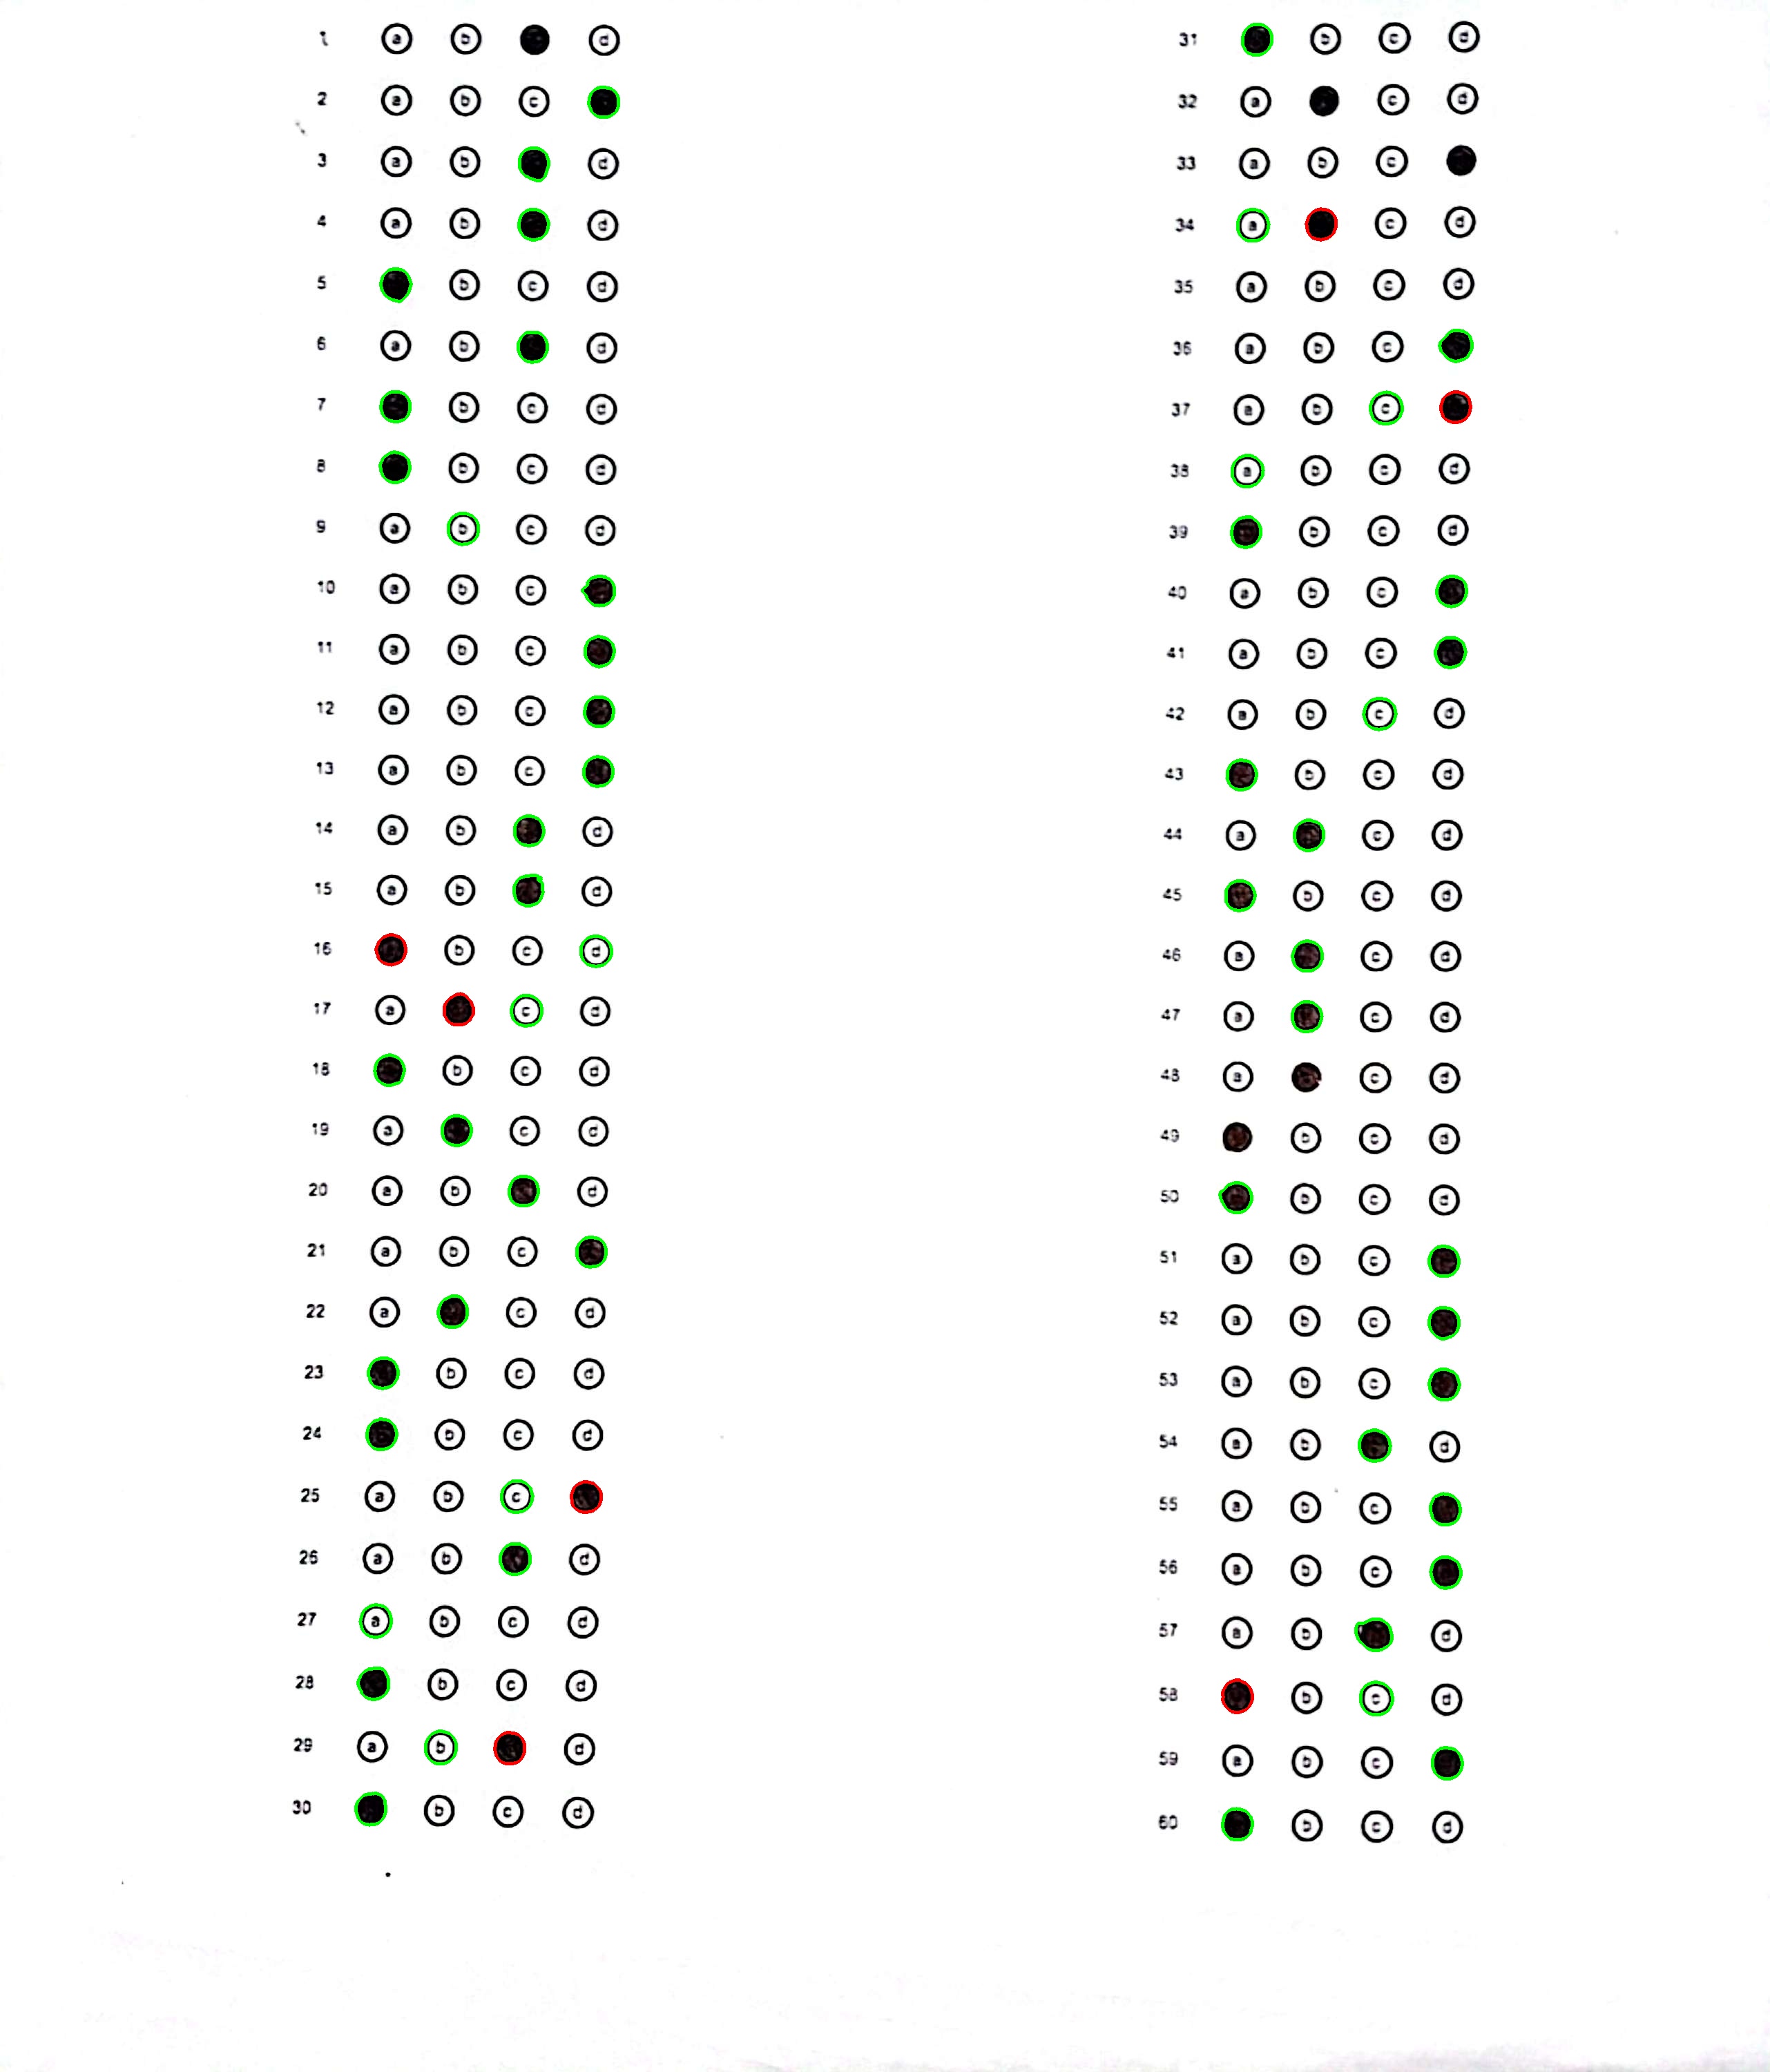 1 a b d
2 a b c
3 a b d
4 a b d
5 b c d
6 a b d
7 b c d
8 b c d
9 a b c d
10 a b c
11 a b c
12 a b c
13 a b c
14 a b d
15 a b d
16 b c d
17 a c d
18 b c d
19 a c d
20 a b d
21 a b c
22 a c d
23 b c d
24 b c d
25 a b c
26 a b d
27 a b c d
28 b c d
29 a b d
30 b c d
31 b c d
32 a c d
33 a b c
34 a c d
35 a b c d
36 a b c
37 a b c
38 a b c d
39 b c d
40 a b c
41 a b c
42 a b c d
43 b c d
44 a c d
45 b c d
46 a c d
47 a c d
48 a c d
49 b c d
50 b c d
51 a b c
52 a b c
53 a b c
54 a b d
55 a b c
56 a b c
57 a b d
58 b c d
59 a b c
60 b c d